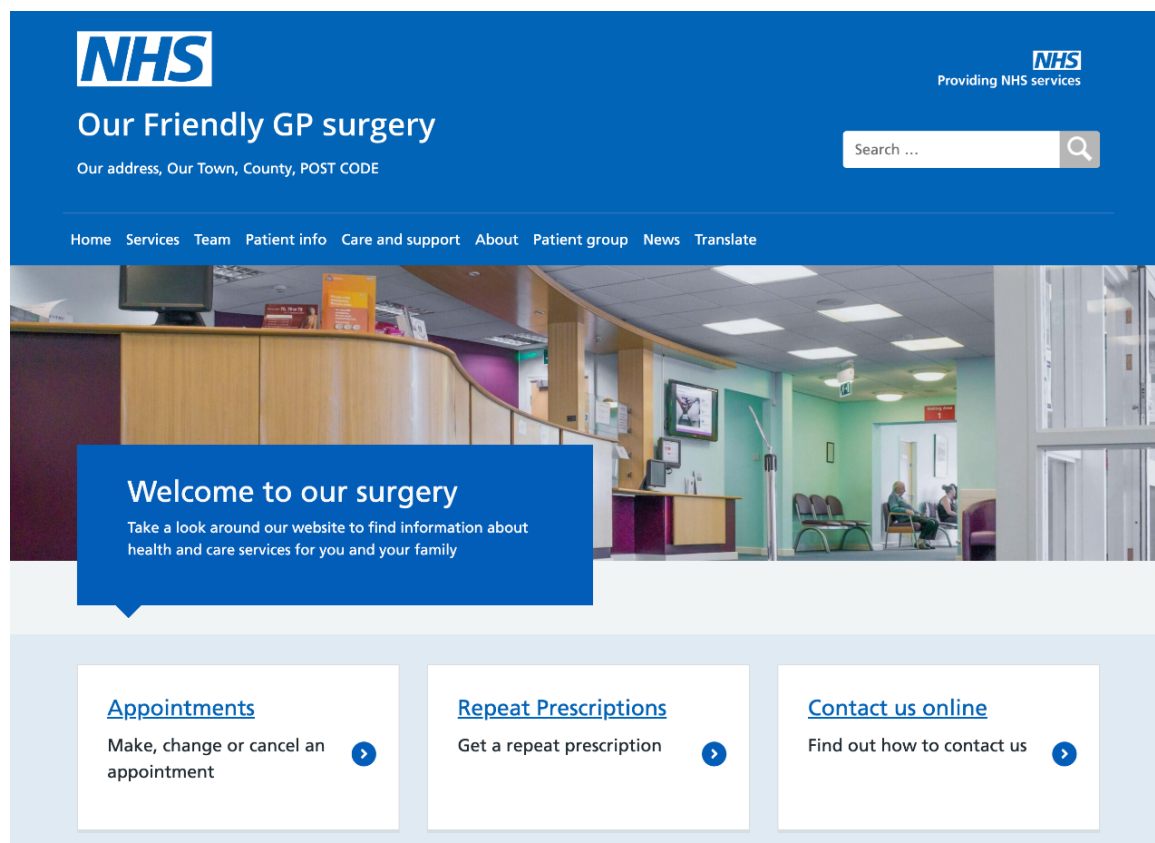 NHS
NHS
Providing NHS services
Our Friendly GP surgery
Our address, Our Town, County, POST CODE
Search ...
Home Services Team Patient info Care and support About Patient group News Translate
Waiting Area
1
Welcome to our surgery
Take a look around our website to find information about
health and care services for you and your family
Appointments
Make, change or cancel an
appointment
Repeat Prescriptions
Get a repeat prescription
Contact us online
Find out how to contact us